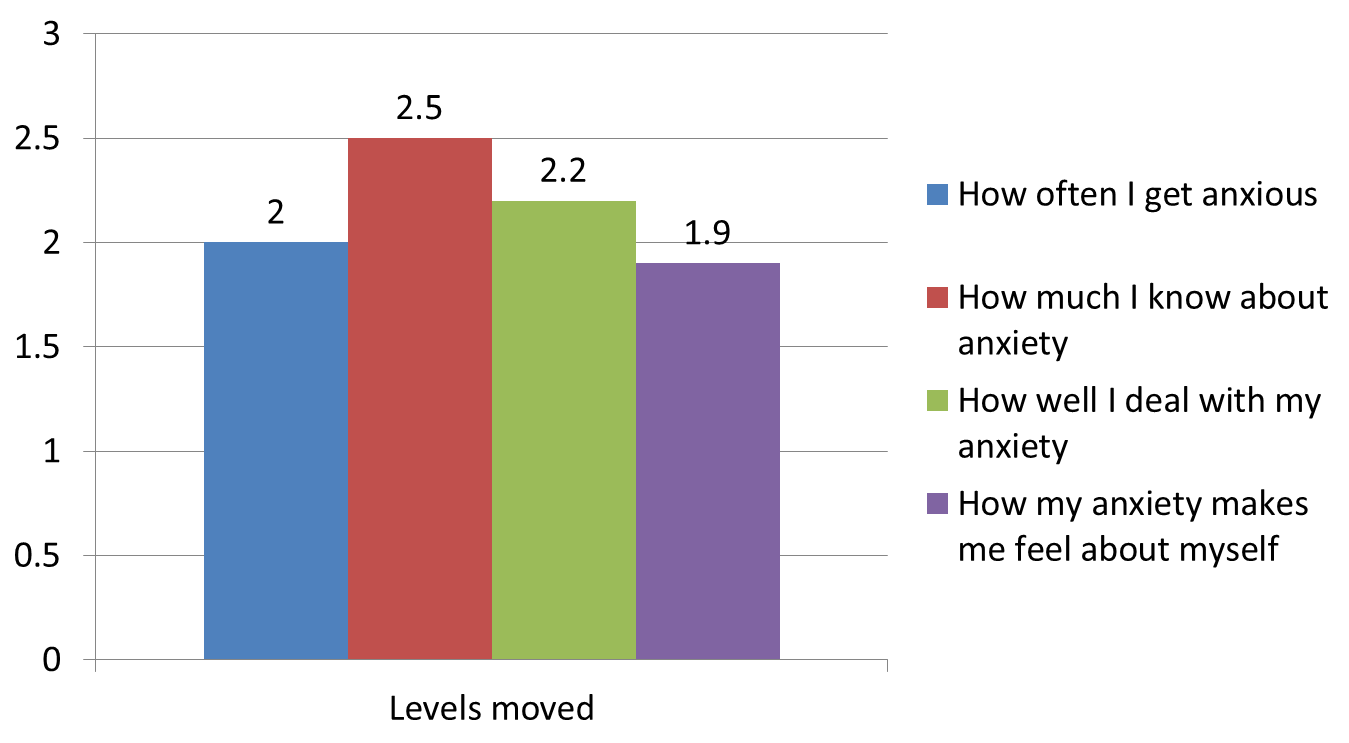 3
2.5
2
1.5
1
0.5
0
2
2.5
2.2
1.9
Levels moved
How often I get anxious
How much I know about
anxiety
How well I deal with my
anxiety
How my anxiety makes
me feel about myself